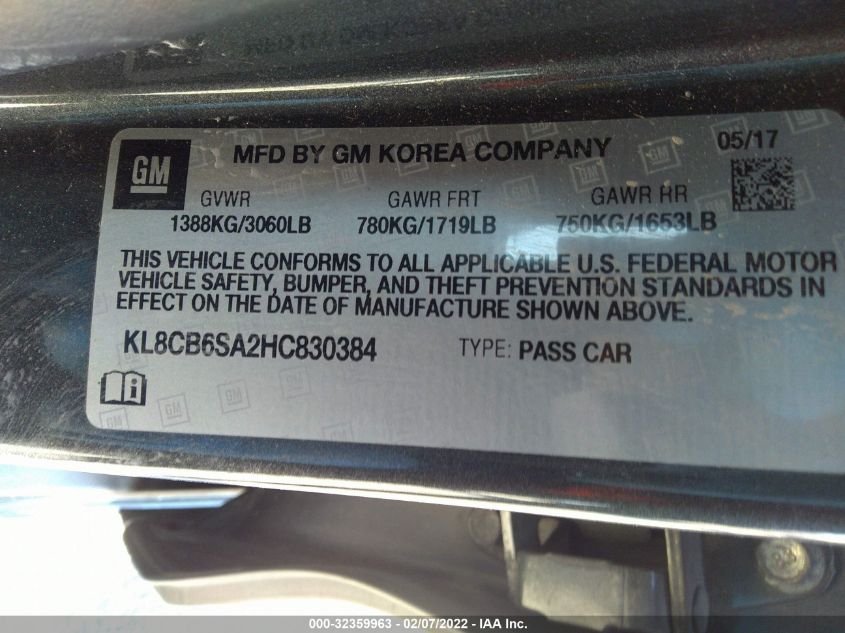 GM
MFD BY GM KOREA COMPANY
05/17
GVWR
GAWR FRT
GAWR RR
1388KG/3060LB
780KG/1719LB
750KG/1653LB
THIS VEHICLE CONFORMS TO ALL APPLICABLE U.S. FEDERAL MOTOR
VEHICLE SAFETY, BUMPER, AND THEFT PREVENTION STANDARDS IN
EFFECT ON THE DATE OF MANUFACTURE SHOWN ABOVE.
KL8CB6SA2HC830384
TYPE: PASS CAR
000-32359963 - 02/07/2022 - IAA Inc.